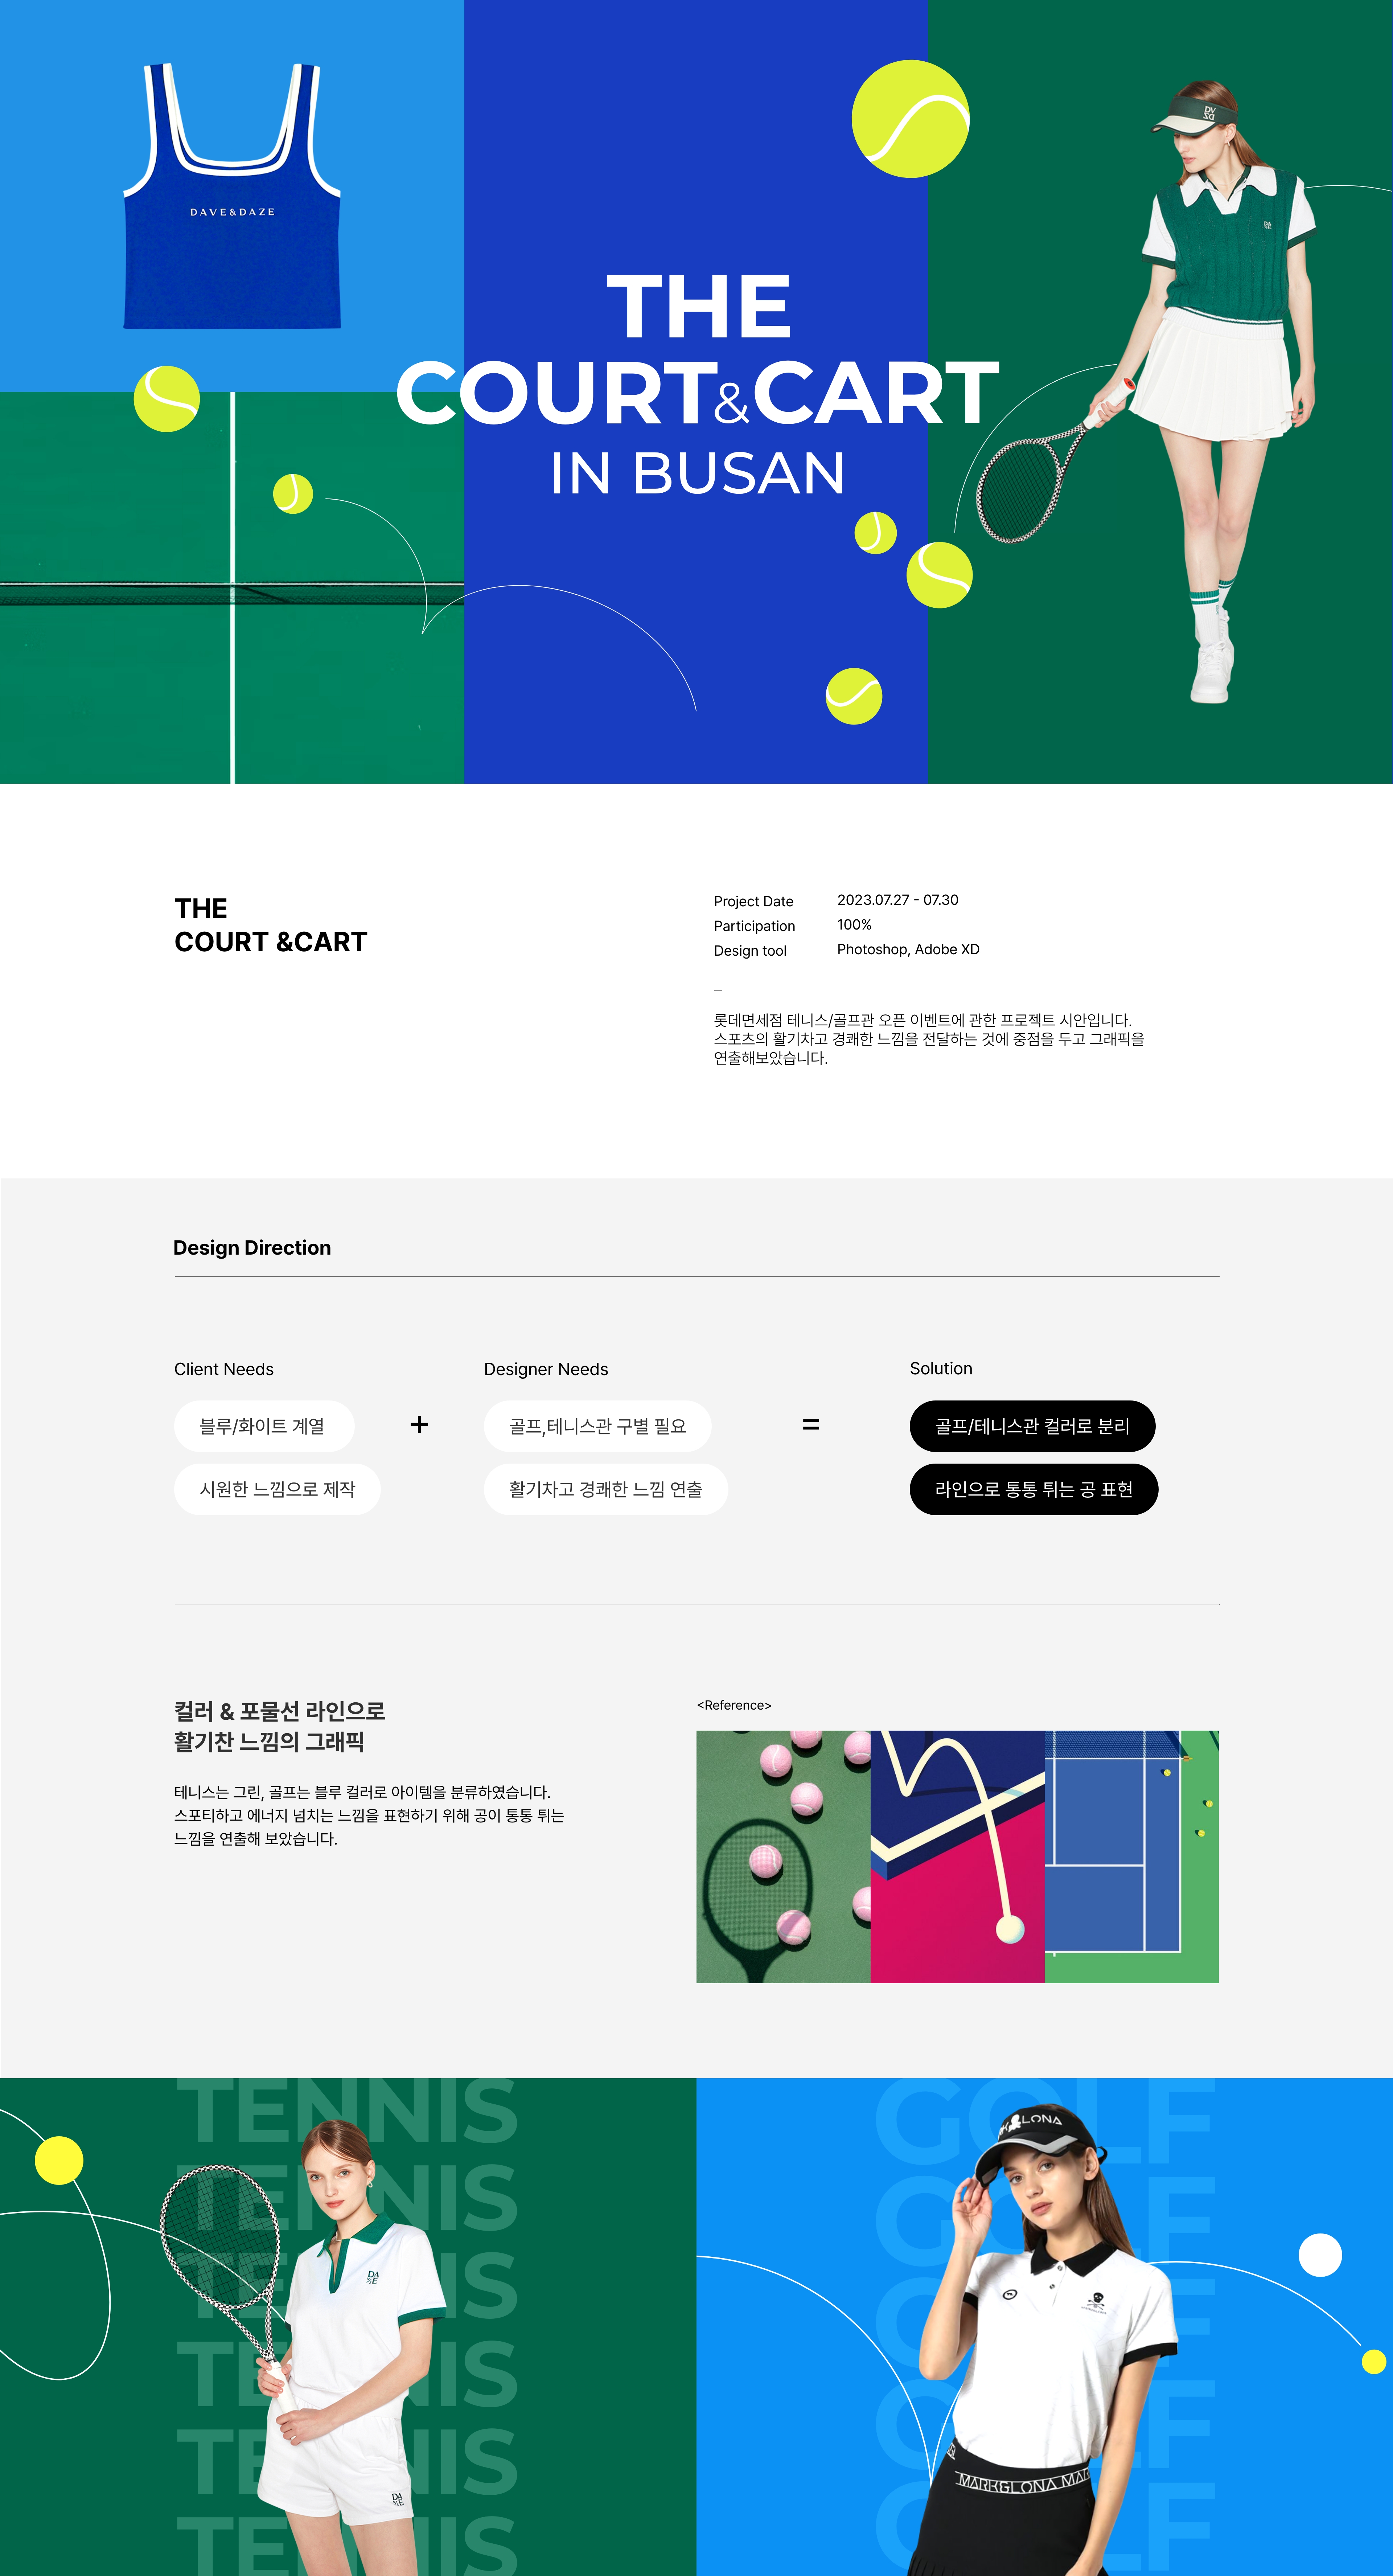 DAVE&DAZE
THE
COURT&CART
IN BUSAN
THE
COURT &CART
Project Date 2023.07.27 - 07.30
Participation 100%
Design tool Photoshop, Adobe XD
–
롯데면세점 테니스/골프관 오픈 이벤트에 관한 프로젝트 시안입니다.
스포츠의 활기차고 경쾌한 느낌을 전달하는 것에 중점을 두고 그래픽을
연출해보았습니다.
Design Direction
Client Needs
블루/화이트 계열
시원한 느낌으로 제작
+
Designer Needs
골프,테니스관 구별 필요
활기차고 경쾌한 느낌 연출
=
Solution
골프/테니스관 컬러로 분리
라인으로 통통 튀는 공 표현
컬러 & 포물선 라인으로
활기찬 느낌의 그래픽
테니스는 그린, 골프는 블루 컬러로 아이템을 분류하였습니다.
스포티하고 에너지 넘치는 느낌을 표현하기 위해 공이 통통 튀는
느낌을 연출해 보았습니다.
<Reference>
TENNIS
TENNIS
TENNIS
TENNIS
TENNIS
TENNIS
GOLF
GOLF
GOLF
GOLF
GOLF
LONA
MARKGLONA MAR